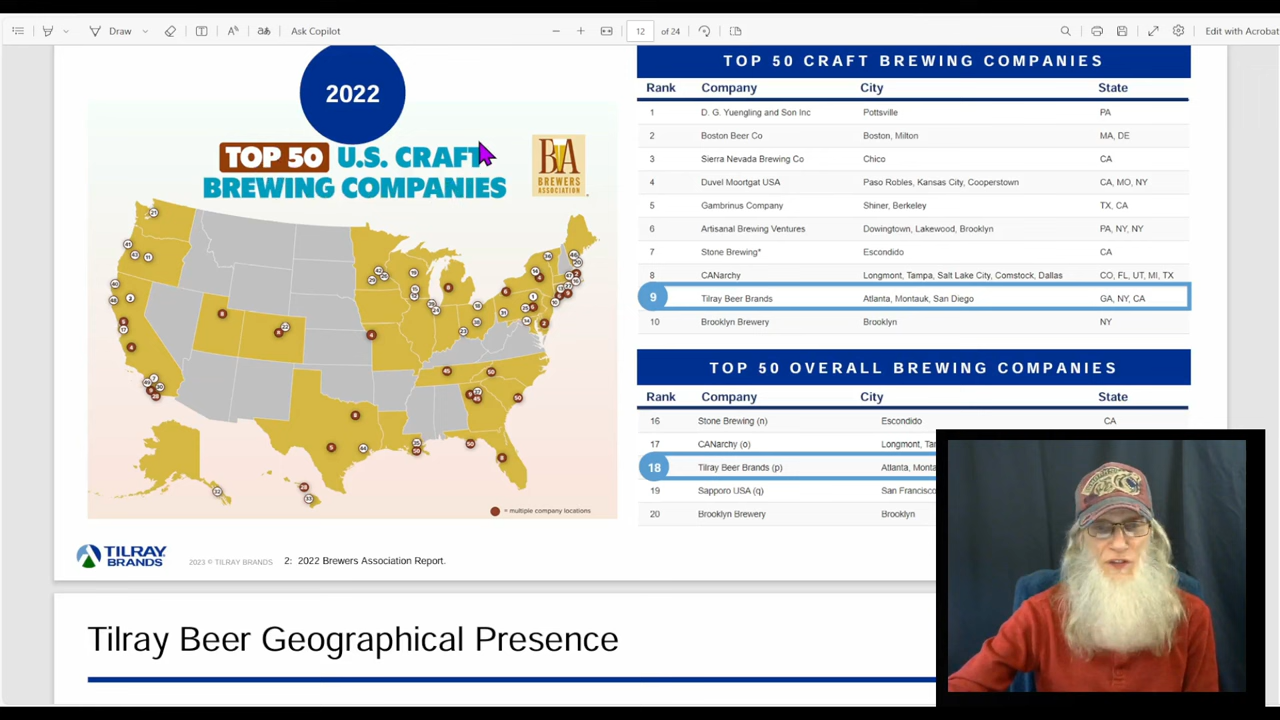 Draw
Ask Copilot
12 of 24
Edit with Acrobat
2022
TOP 50 U.S. CRAFT
BREWING COMPANIES
BA
BREWERS
ASSOCIATION
= multiple company locations
TILRAY
BRANDS
2023 © TILRAY BRANDS
2: 2022 Brewers Association Report.
TOP 50 CRAFT BREWING COMPANIES
Rank Company City State
1 D. G. Yuengling and Son Inc Pottsville PA
2 Boston Beer Co Boston, Milton MA, DE
3 Sierra Nevada Brewing Co Chico CA
4 Duvel Moortgat USA Paso Robles, Kansas City, Cooperstown CA, MO, NY
5 Gambrinus Company Shiner, Berkeley TX, CA
6 Artisanal Brewing Ventures Dowingtown, Lakewood, Brooklyn PA, NY, NY
7 Stone Brewing* Escondido CA
8 CANarchy Longmont, Tampa, Salt Lake City, Comstock, Dallas CO, FL, UT, MI, TX
9 Tilray Beer Brands Atlanta, Montauk, San Diego GA, NY, CA
10 Brooklyn Brewery Brooklyn NY
TOP 50 OVERALL BREWING COMPANIES
Rank Company City State
16 Stone Brewing (n) Escondido CA
17 CANarchy (o) Longmont,
18 Tilray Beer Brands (p) Atlanta,
19 Sapporo USA (q) San Francisco
20 Brooklyn Brewery Brooklyn
Tilray Beer Geographical Presence